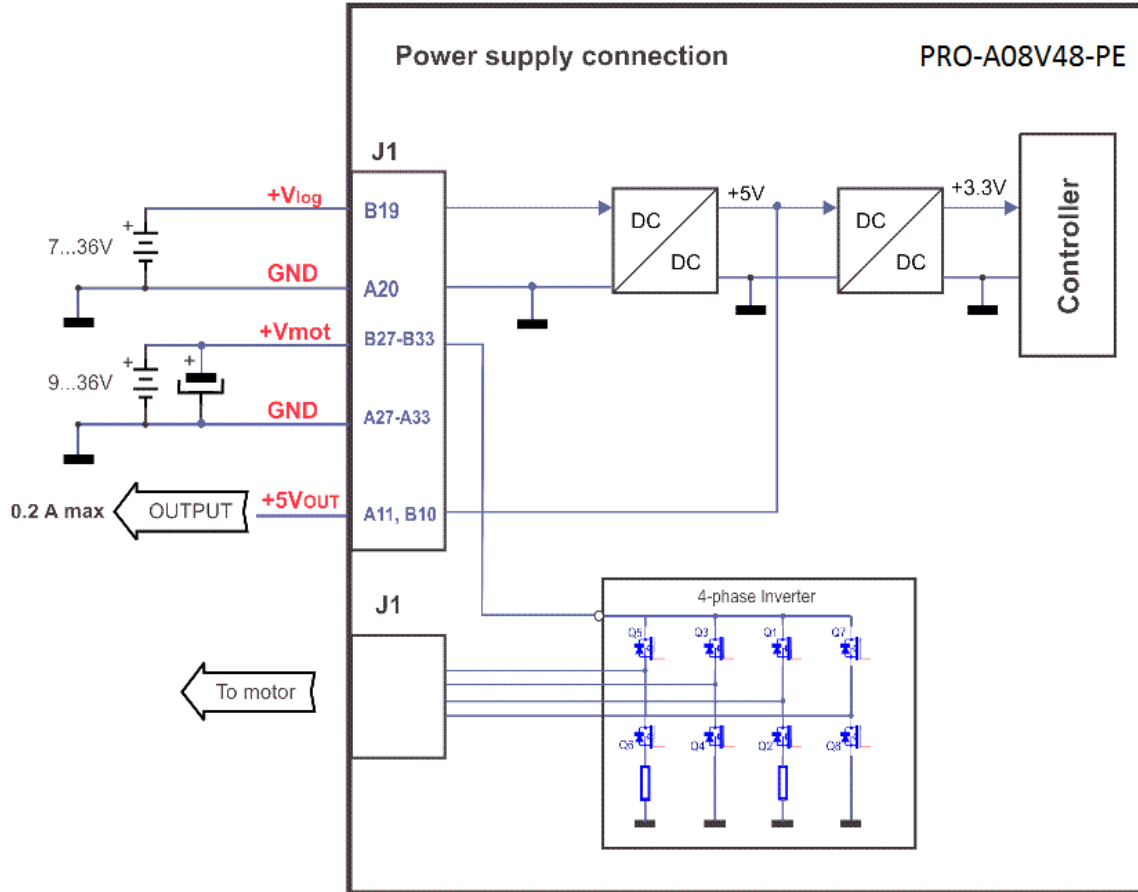 Power supply connection
PRO-A08V48-PE
J1
+Vlog
B19
7...36V
GND
A20
+Vmot
B27-B33
9...36V
GND
A27-A33
+5VOUT
A11, B10
0.2 A max
OUTPUT
DC
DC
+5V
DC
DC
+3.3V
Controller
J1
To motor
4-phase Inverter
Q5
Q3
Q1
Q7
Q6
Q4
Q2
Q8